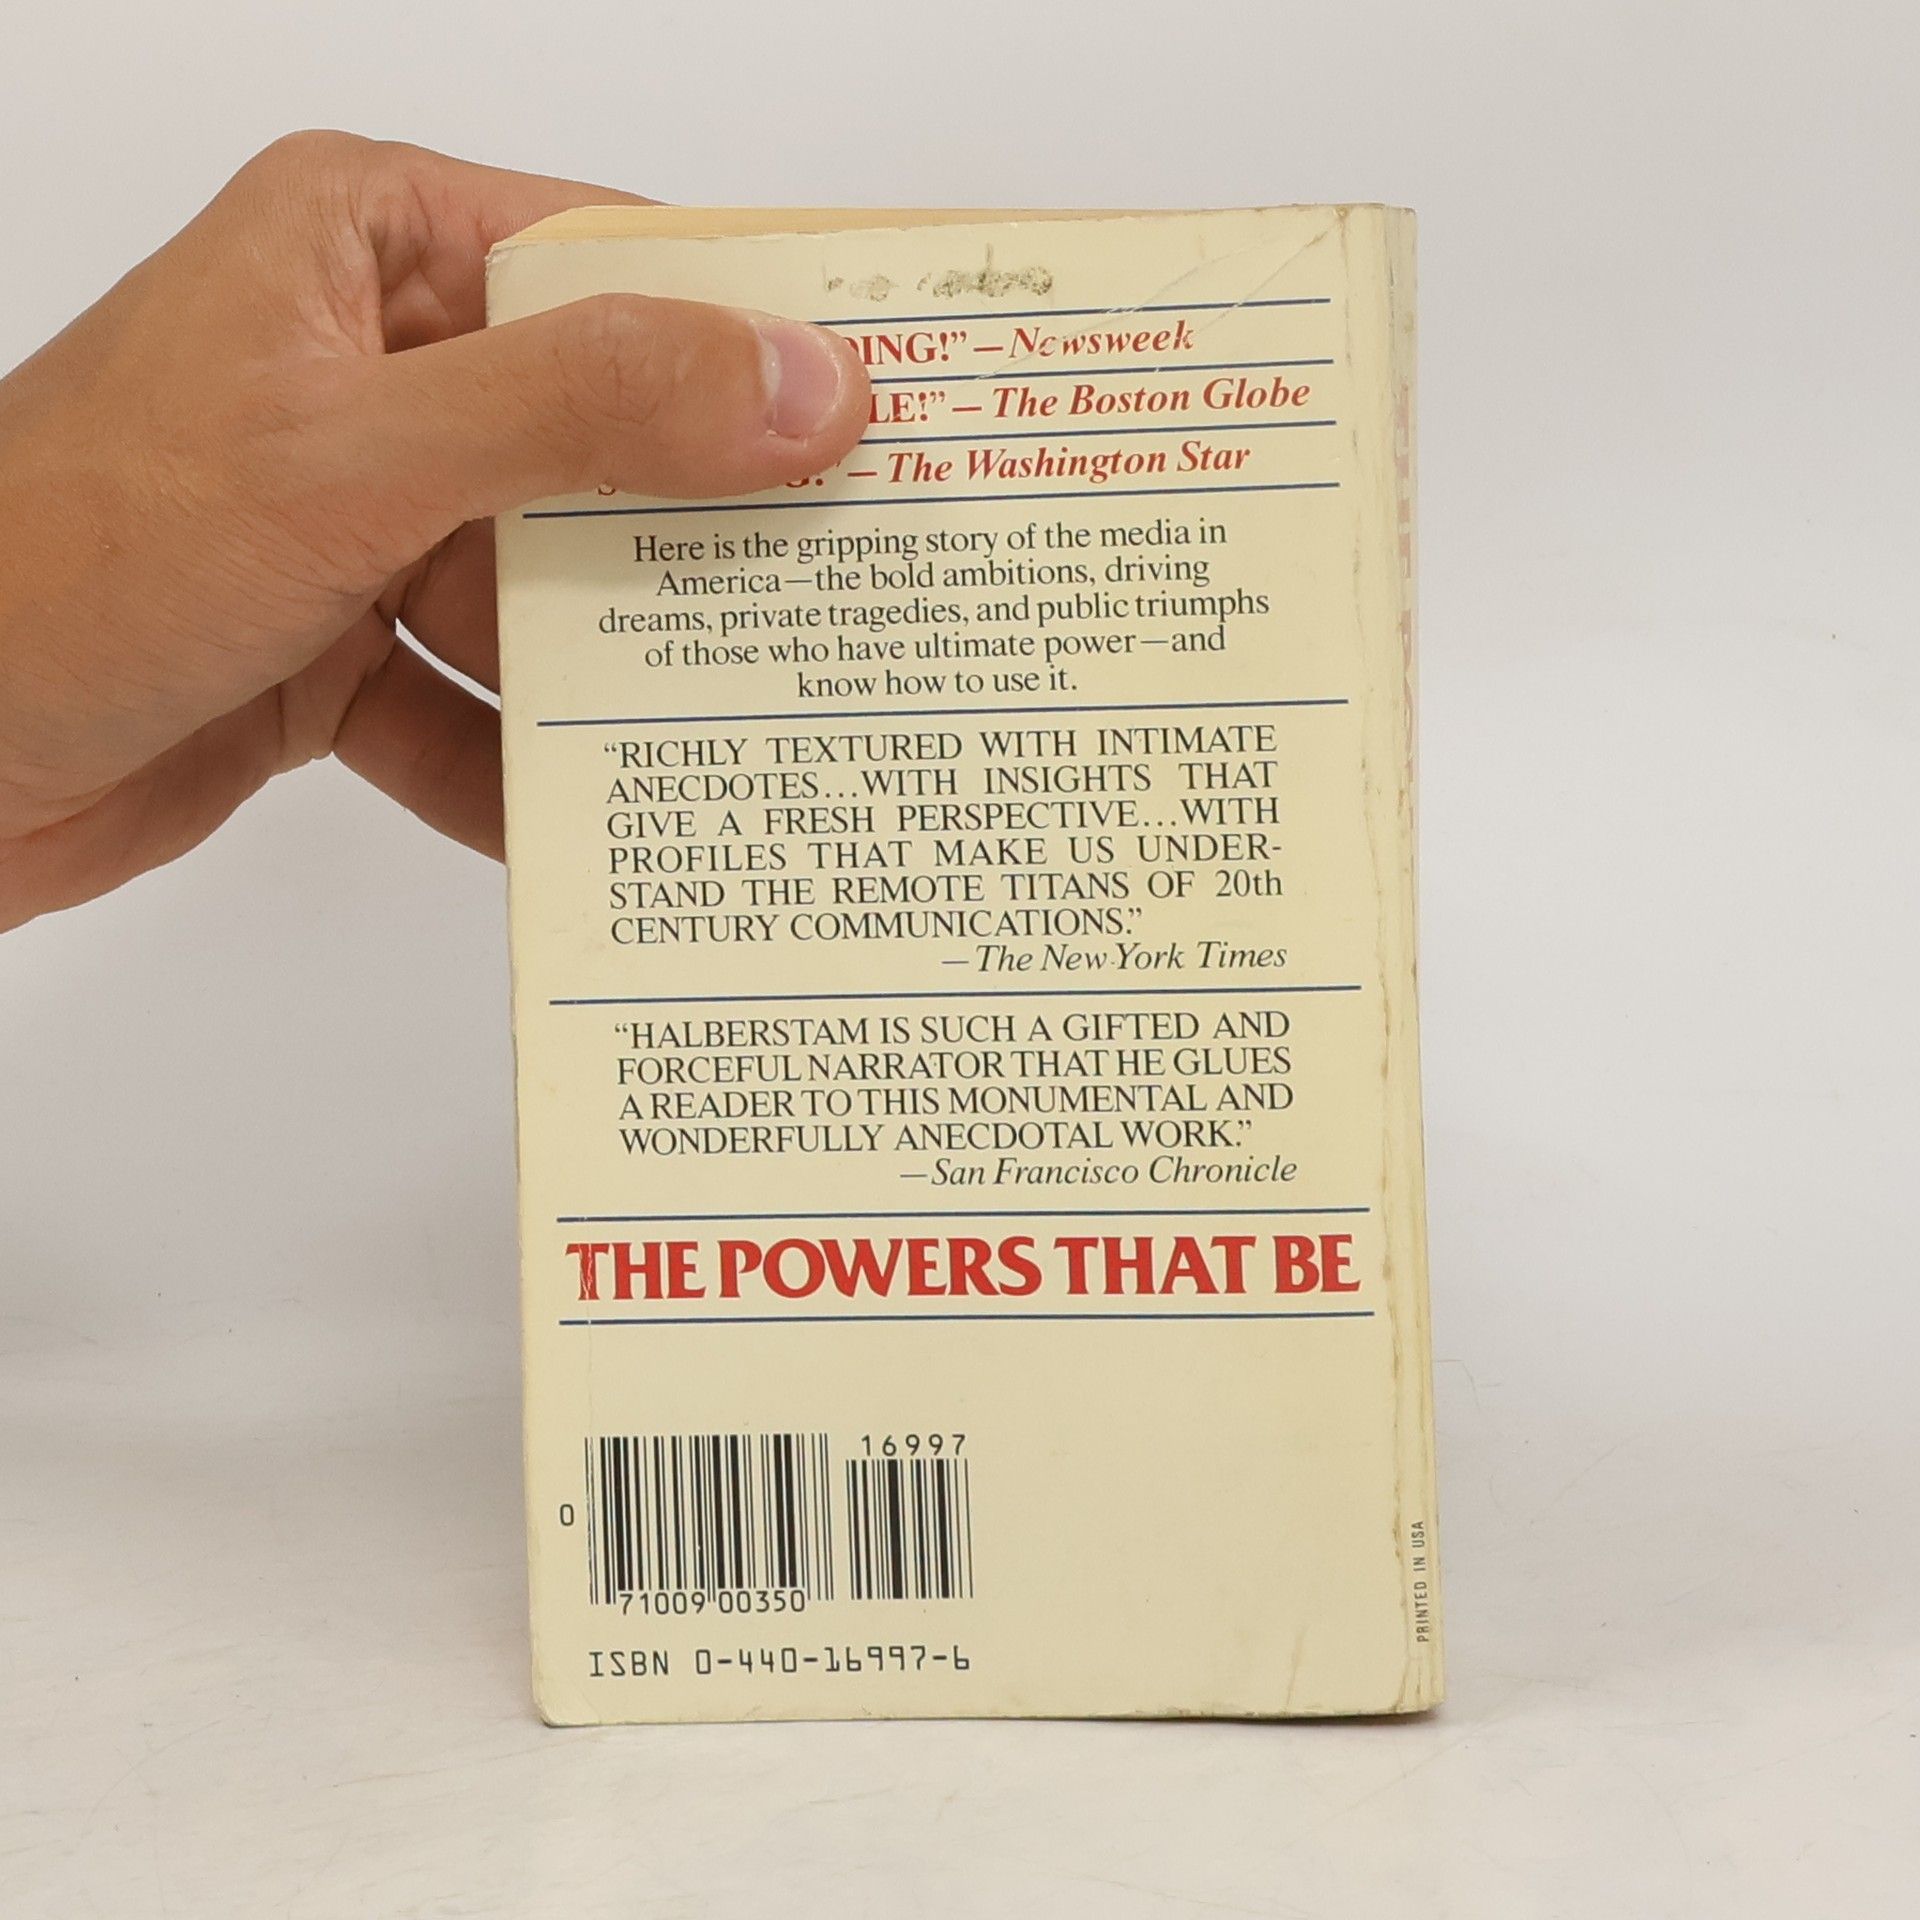 —Newsweek
—The Boston Globe
—The Washington Star
Here is the gripping story of the media in
America—the bold ambitions, driving
dreams, private tragedies, and public triumphs
of those who have ultimate power—and
know how to use it.
“RICHLY TEXTURED WITH INTIMATE
ANECDOTES...WITH INSIGHTS THAT
GIVE A FRESH PERSPECTIVE...WITH
PROFILES THAT MAKE US UNDER-
STAND THE REMOTE TITANS OF 20th
CENTURY COMMUNICATIONS.”
—The New York Times
“HALBERSTAM IS SUCH A GIFTED AND
FORCEFUL NARRATOR THAT HE GLUES
A READER TO THIS MONUMENTAL AND
WONDERFULLY ANECDOTAL WORK.”
—San Francisco Chronicle
THE POWERS THAT BE
16997
0 71009 00350
ISBN 0-440-16997-6
PRINTED IN USA